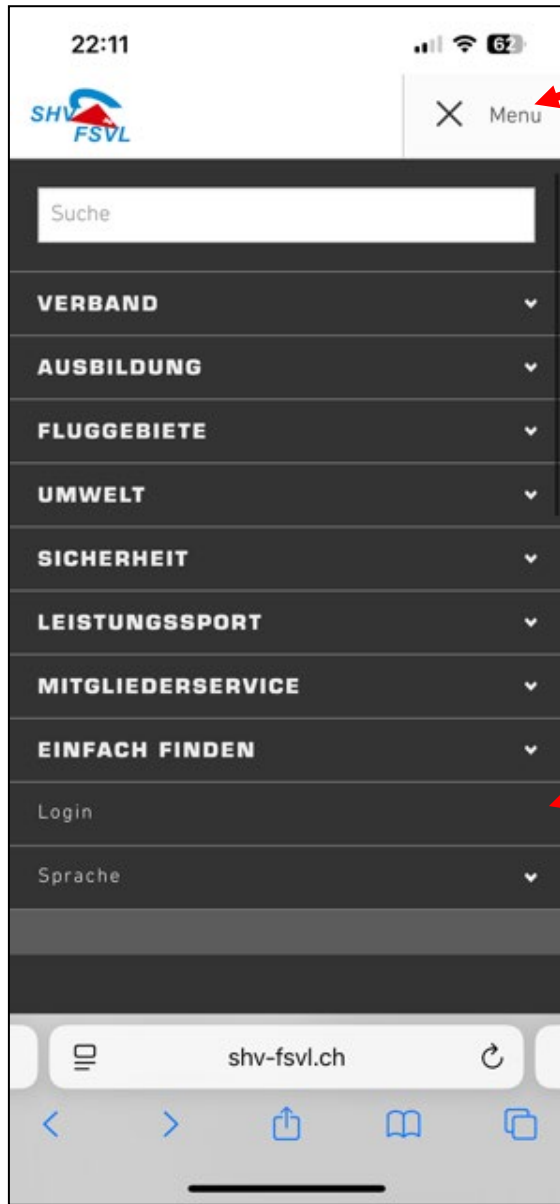 22:11
62
SHV
FSVL
Menu
Suche
VERBAND
AUSBILDUNG
FLUGGEBIETE
UMWELT
SICHERHEIT
LEISTUNGSSPORT
MITGLIEDERSERVICE
EINFACH FINDEN
Login
Sprache
shv-fsvl.ch